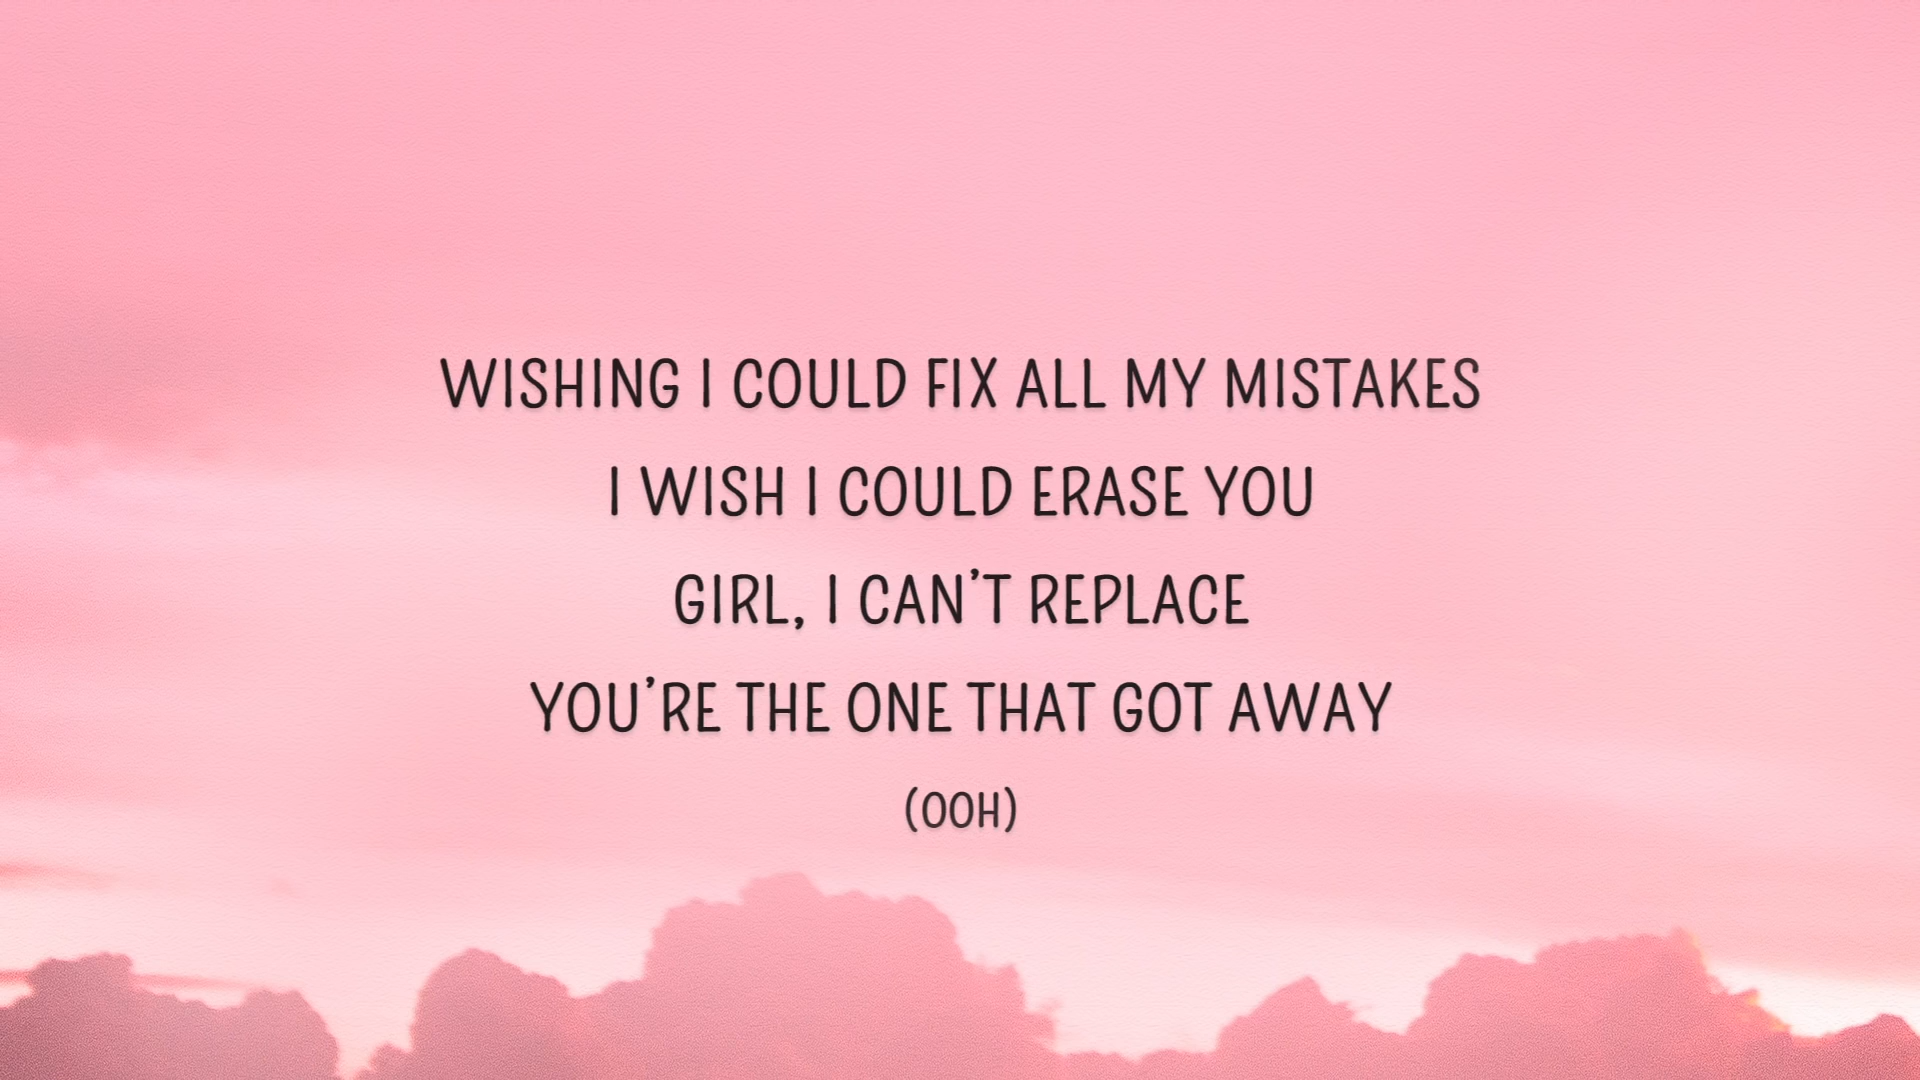 WISHING I COULD FIX ALL MY MISTAKES
I WISH I COULD ERASE YOU
GIRL, I CAN'T REPLACE
YOU'RE THE ONE THAT GOT AWAY
(OOH)